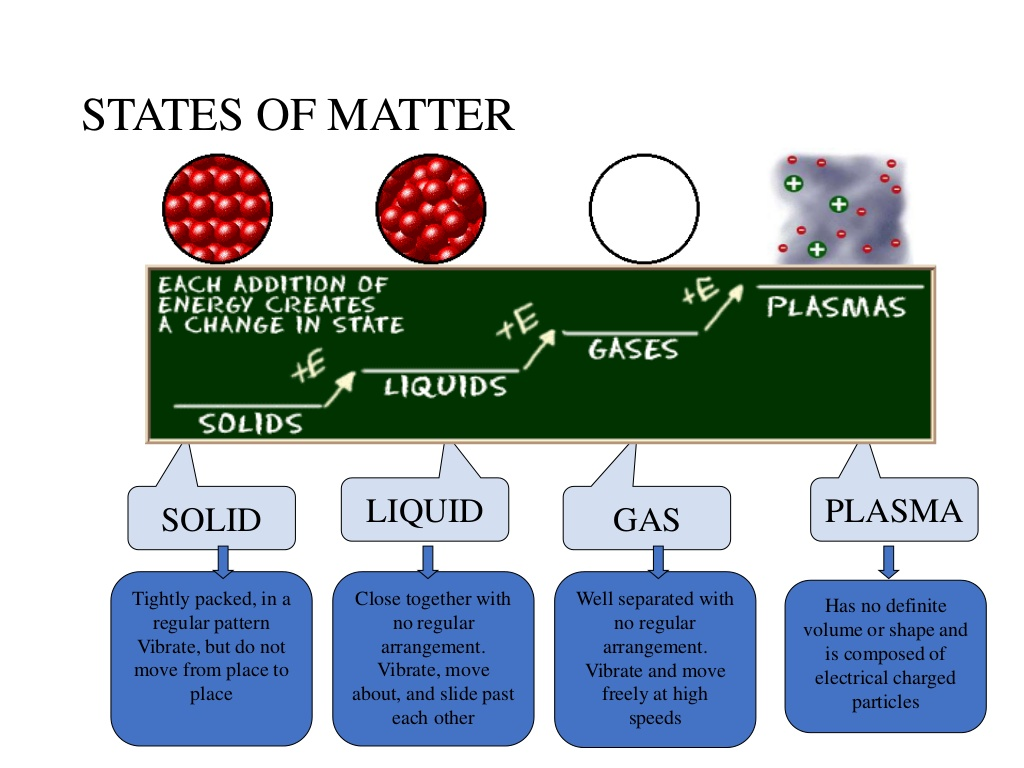 STATES OF MATTER
EACH ADDITION OF
ENERGY CREATES
A CHANGE IN STATE
+E
+E
+E
SOLIDS
LIQUIDS
GASES
PLASMAS
SOLID
LIQUID
GAS
PLASMA
Tightly packed, in a
regular pattern
Vibrate, but do not
move from place to
place
Close together with
no regular
arrangement.
Vibrate, move
about, and slide past
each other
Well separated with
no regular
arrangement.
Vibrate and move
freely at high
speeds
Has no definite
volume or shape and
is composed of
electrical charged
particles